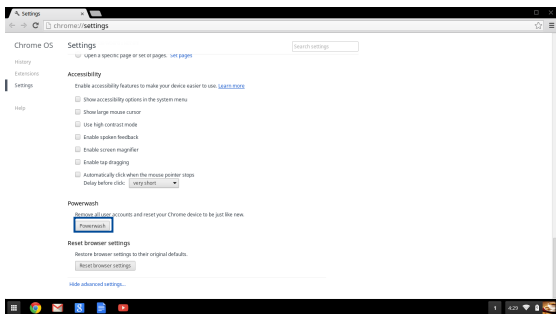 Settings
chrome://settings
Chrome OS
Settings
Search settings
History
Extensions
Settings
Help
Open a specific page or set of pages. Set pages
Accessibility
Enable accessibility features to make your device easier to use. Learn more
Show accessibility options in the system menu
Show large mouse cursor
Use high contrast mode
Enable spoken feedback
Enable screen magnifier
Enable tap dragging
Automatically click when the mouse pointer stops
Delay before click: very short
Powerwash
Remove all user accounts and reset your Chrome device to be just like new.
Powerwash
Reset browser settings
Restore browser settings to their original defaults.
Reset browser settings
Hide advanced settings...
8
1
4:29